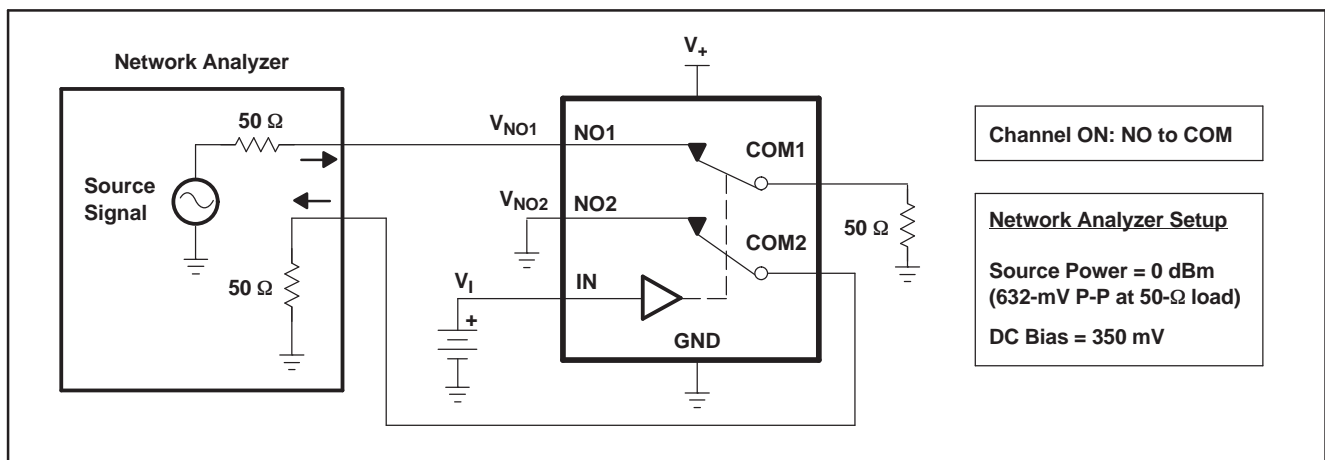 Network Analyzer
50 Ω
Source
Signal
50 Ω
V+
VNO1
NO1
COM1
VNO2
NO2
COM2
50 Ω
VI
+
IN
GND
Channel ON: NO to COM
Network Analyzer Setup
Source Power = 0 dBm
(632-mV P-P at 50-Ω load)
DC Bias = 350 mV